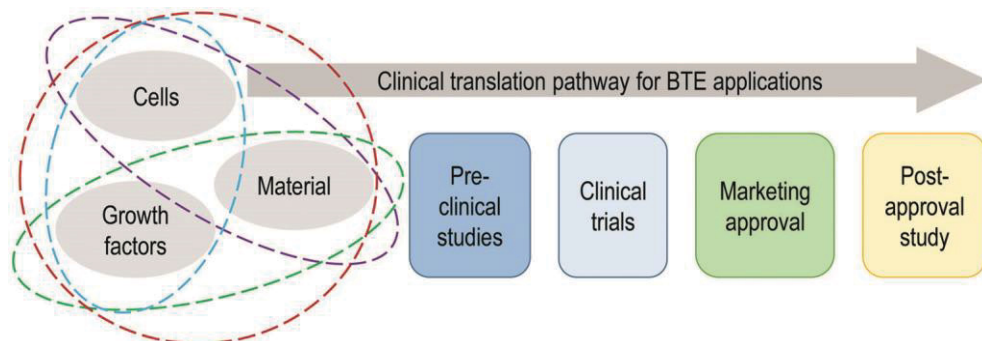 Cells
Material
Growth
factors
Clinical translation pathway for BTE applications
Pre-
clinical
studies
Clinical
trials
Marketing
approval
Post-
approval
study